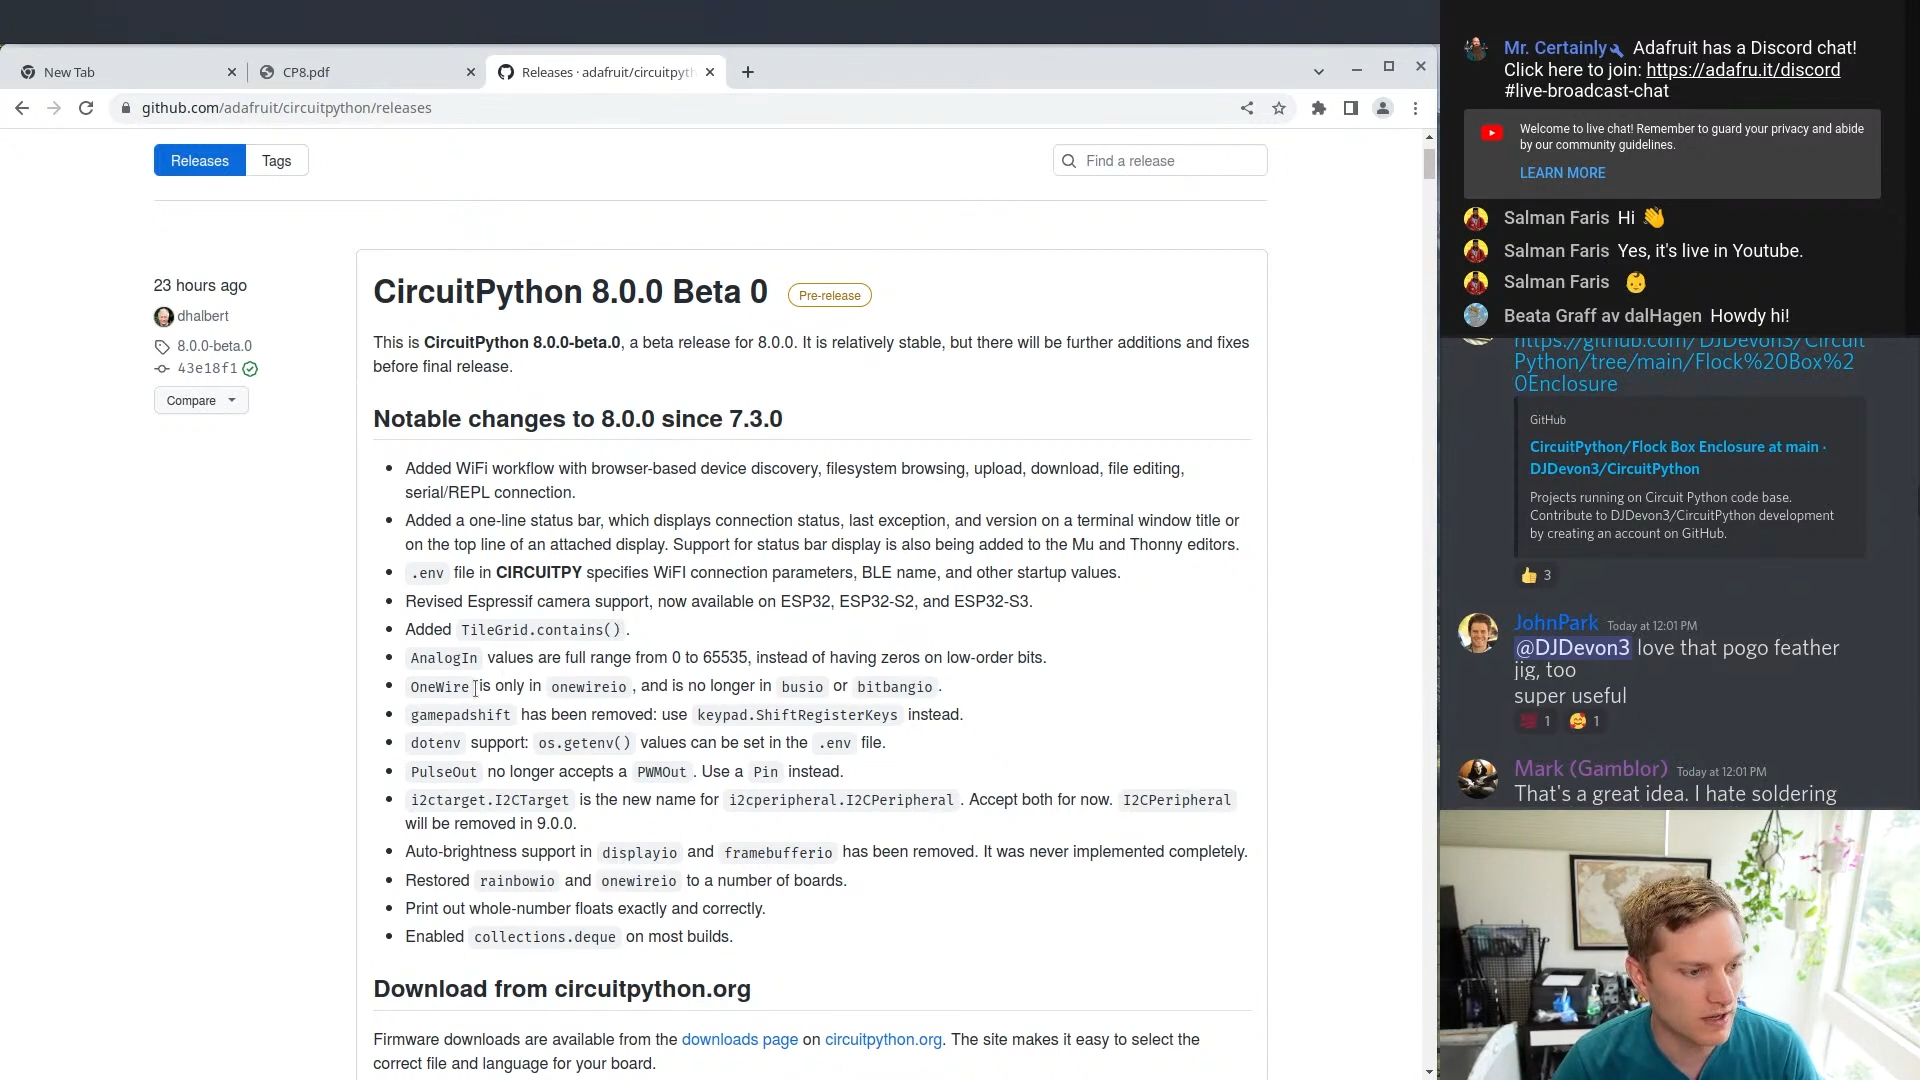 New Tab
CP8.pdf
Releases · adafruit/circuitpyth
github.com/adafruit/circuitpython/releases
Releases
Tags
Find a release
23 hours ago
dhalbert
8.0.0-beta.0
43e18f1
Compare
CircuitPython 8.0.0 Beta 0
Pre-release
This is CircuitPython 8.0.0-beta.0, a beta release for 8.0.0. It is relatively stable, but there will be further additions and fixes
before final release.
Notable changes to 8.0.0 since 7.3.0
Added WiFi workflow with browser-based device discovery, filesystem browsing, upload, download, file editing,
serial/REPL connection.
Added a one-line status bar, which displays connection status, last exception, and version on a terminal window title or
on the top line of an attached display. Support for status bar display is also being added to the Mu and Thonny editors.
.env file in CIRCUITPY specifies WiFI connection parameters, BLE name, and other startup values.
Revised Espressif camera support, now available on ESP32, ESP32-S2, and ESP32-S3.
Added TileGrid.contains() .
AnalogIn values are full range from 0 to 65535, instead of having zeros on low-order bits.
OneWire is only in onewireio , and is no longer in busio or bitbangio .
gamepadshift has been removed: use keypad.ShiftRegisterKeys instead.
dotenv support: os.getenv() values can be set in the .env file.
PulseOut no longer accepts a PWMOut . Use a Pin instead.
i2ctarget.I2CTarget is the new name for i2cperipheral.I2CPeripheral . Accept both for now. I2CPeripheral
will be removed in 9.0.0.
Auto-brightness support in displayio and framebufferio has been removed. It was never implemented completely.
Restored rainbowio and onewireio to a number of boards.
Print out whole-number floats exactly and correctly.
Enabled collections.deque on most builds.
Download from circuitpython.org
Firmware downloads are available from the downloads page on circuitpython.org. The site makes it easy to select the
correct file and language for your board.
Mr. Certainly Adafruit has a Discord chat!
Click here to join: https://adafru.it/discord
#live-broadcast-chat
Welcome to live chat! Remember to guard your privacy and abide
by our community guidelines.
LEARN MORE
Salman Faris Hi 👋
Salman Faris Yes, it's live in Youtube.
Salman Faris 👶
Beata Graff av dalHagen Howdy hi!
https://github.com/DJDevon3/Circuit
Python/tree/main/Flock%20Box%2
0Enclosure
GitHub
CircuitPython/Flock Box Enclosure at main ·
DJDevon3/CircuitPython
Projects running on Circuit Python code base.
Contribute to DJDevon3/CircuitPython development
by creating an account on GitHub.
👍 3
JohnPark Today at 12:01 PM
@DJDevon3 love that pogo feather
jig, too
super useful
💯 1 🥰 1
Mark (Gamblor) Today at 12:01 PM
That's a great idea. I hate soldering